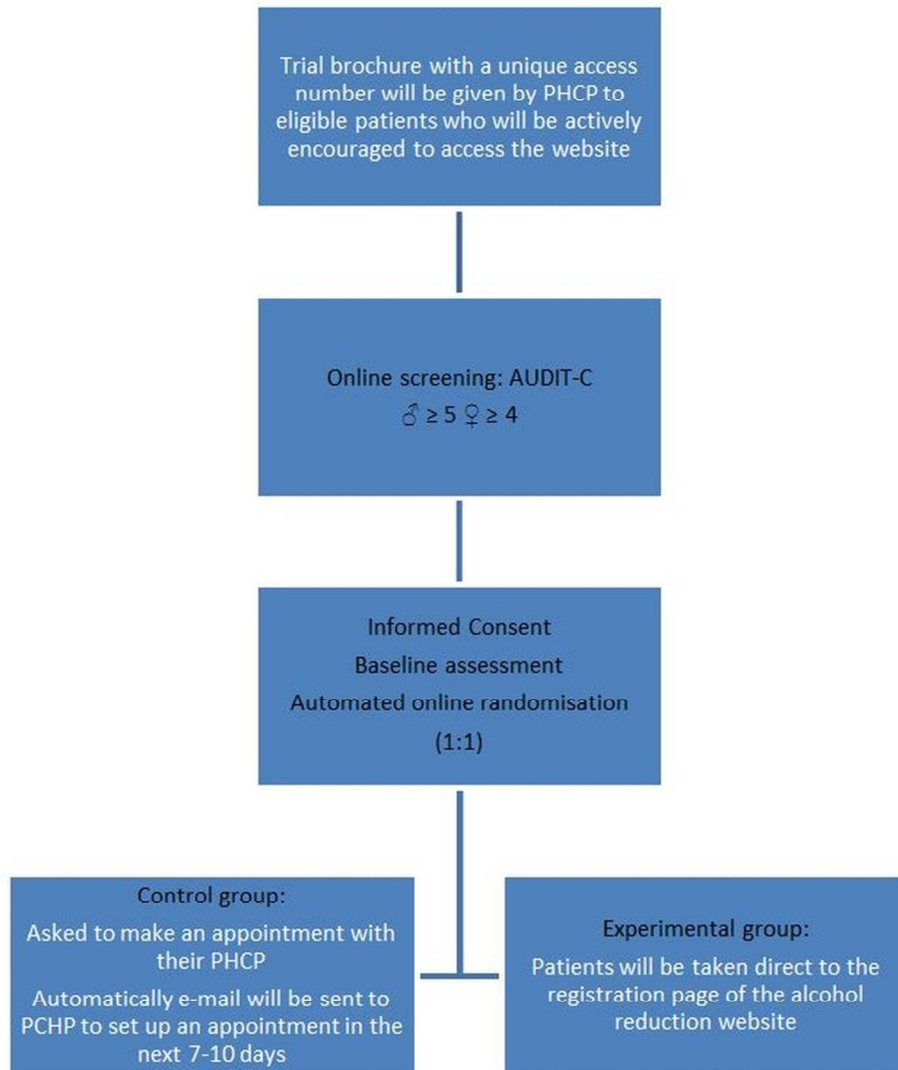 Trial brochure with a unique access
number will be given by PHCP to
eligible patients who will be actively
encouraged to access the website
Online screening: AUDIT-C
♂ ≥ 5 ♀ ≥ 4
Informed Consent
Baseline assessment
Automated online randomisation
(1:1)
Control group:
Asked to make an appointment with
their PHCP
Automatically e-mail will be sent to
PCHP to set up an appointment in the
next 7-10 days
Experimental group:
Patients will be taken direct to the
registration page of the alcohol
reduction website